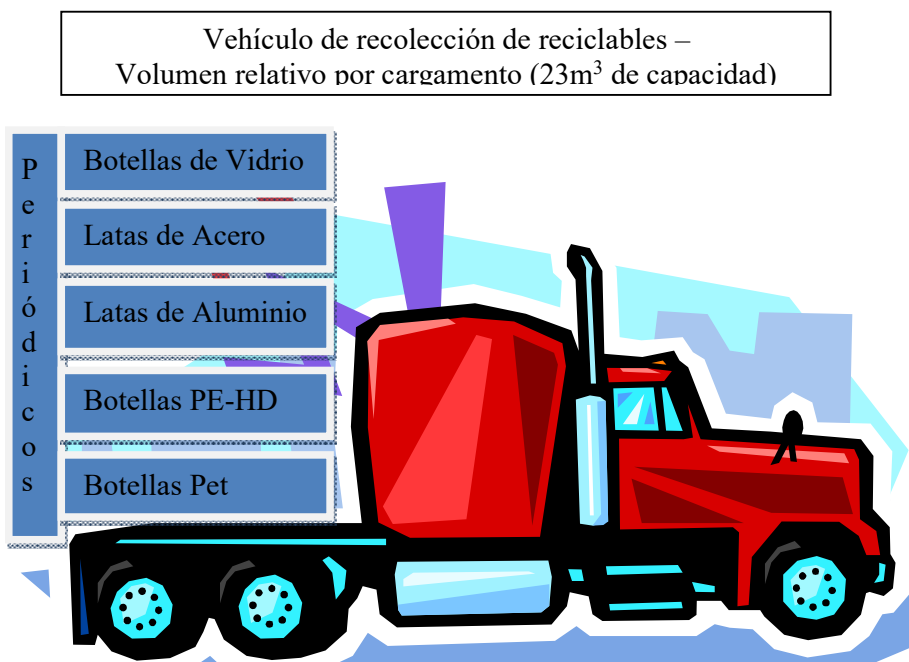 Vehículo de recolección de reciclables –
Volumen relativo por cargamento (23m³ de capacidad)
Periódicos
Botellas de Vidrio
Latas de Acero
Latas de Aluminio
Botellas PE-HD
Botellas Pet